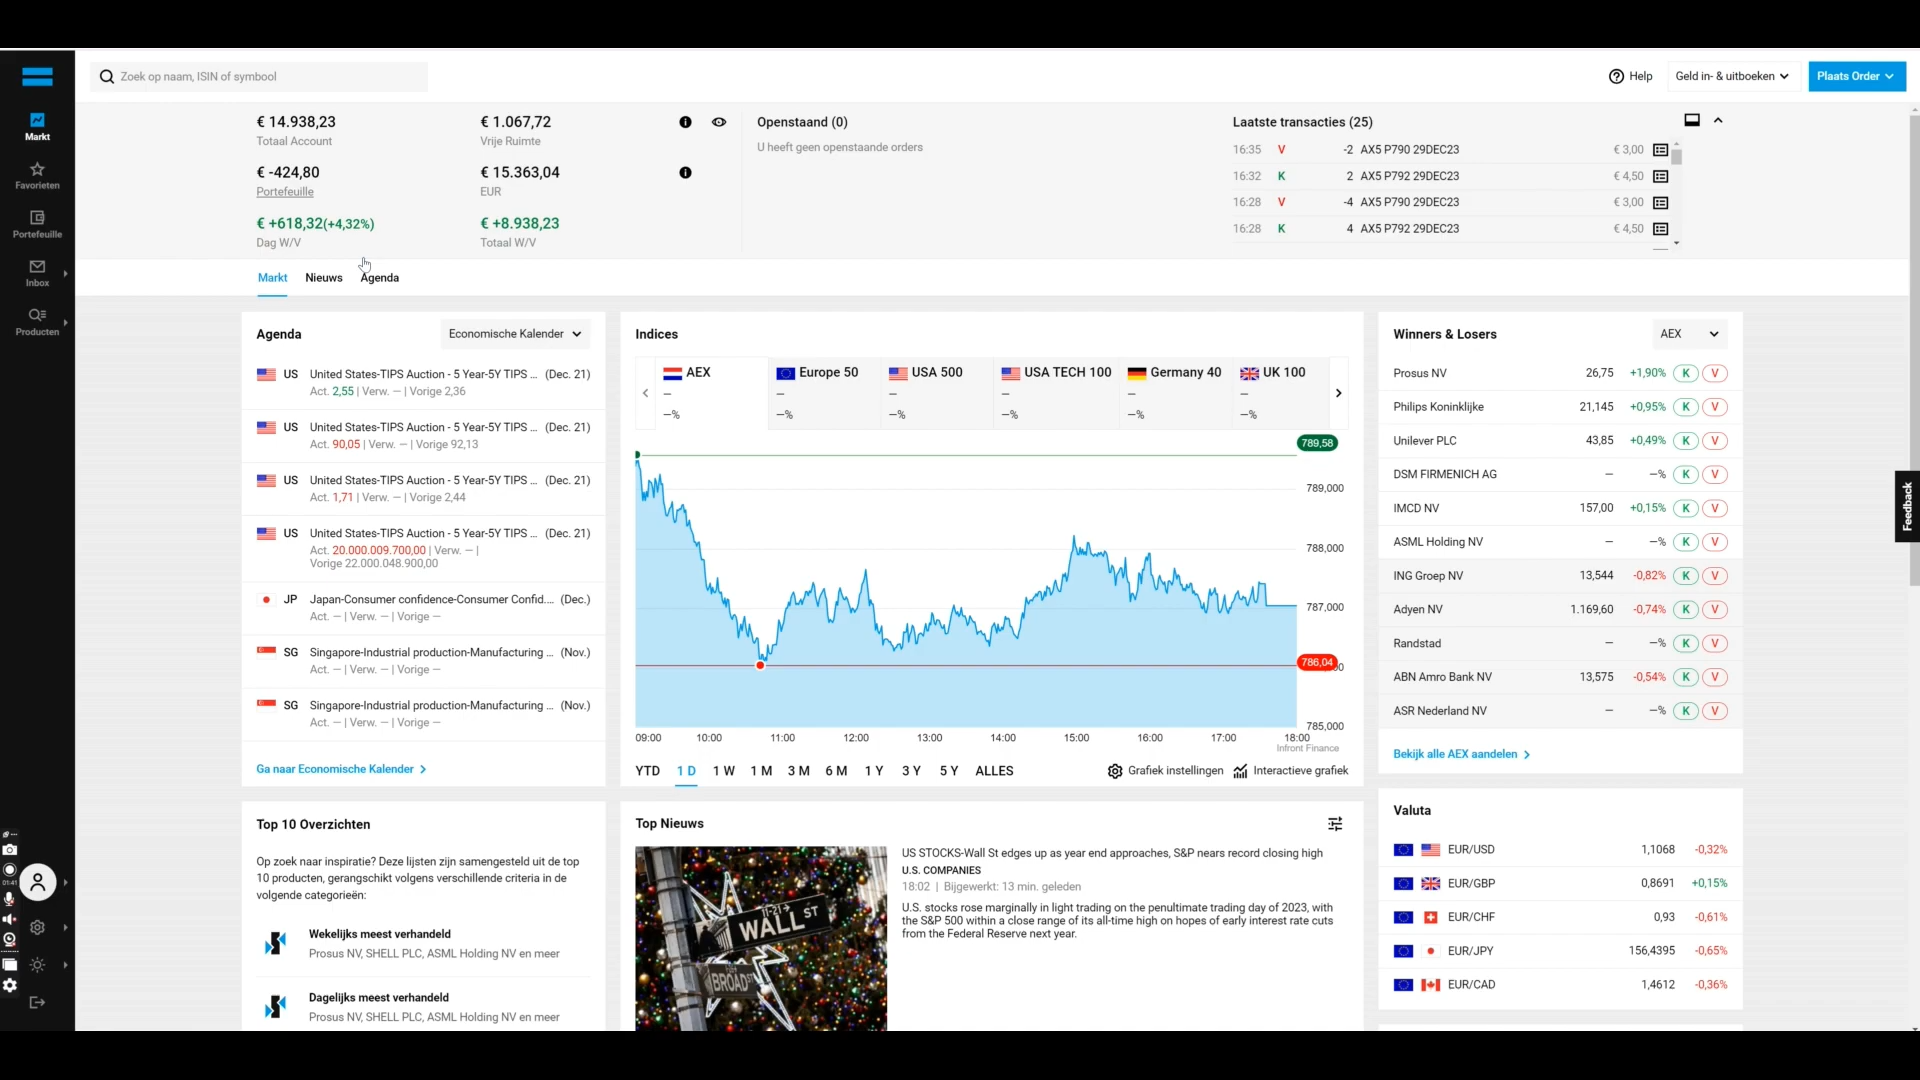 Zoek op naam, ISIN of symbool
Help
Geld in- & uitboeken
Plaats Order
Markt
Favorieten
Portefeuille
Inbox
Producten
01:41
€ 14.938,23
Totaal Account
€ 1.067,72
Vrije Ruimte
€ -424,80
Portefeuille
€ 15.363,04
EUR
€ +618,32(+4,32%)
Dag W/V
€ +8.938,23
Totaal W/V
Openstaand (0)
U heeft geen openstaande orders
Laatste transacties (25)
16:35 V -2 AX5 P790 29DEC23 € 3,00
16:32 K 2 AX5 P792 29DEC23 € 4,50
16:28 V -4 AX5 P790 29DEC23 € 3,00
16:28 K 4 AX5 P792 29DEC23 € 4,50
Markt Nieuws Agenda
Agenda
Economische Kalender
US United States-TIPS Auction - 5 Year-5Y TIPS ... (Dec. 21)
Act. 2,55 | Verw. — | Vorige 2,36
US United States-TIPS Auction - 5 Year-5Y TIPS ... (Dec. 21)
Act. 90,05 | Verw. — | Vorige 92,13
US United States-TIPS Auction - 5 Year-5Y TIPS ... (Dec. 21)
Act. 1,71 | Verw. — | Vorige 2,44
US United States-TIPS Auction - 5 Year-5Y TIPS ... (Dec. 21)
Act. 20.000.009.700,00 | Verw. — |
Vorige 22.000.048.900,00
JP Japan-Consumer confidence-Consumer Confid.... (Dec.)
Act. — | Verw. — | Vorige —
SG Singapore-Industrial production-Manufacturing ... (Nov.)
Act. — | Verw. — | Vorige —
SG Singapore-Industrial production-Manufacturing ... (Nov.)
Act. — | Verw. — | Vorige —
Ga naar Economische Kalender
Indices
AEX Europe 50 USA 500 USA TECH 100 Germany 40 UK 100
— — — — — —
—% —% —% —% —% —%
789,58
789,000
788,000
787,000
786,04
785,000
09:00 10:00 11:00 12:00 13:00 14:00 15:00 16:00 17:00 18:00
Infront Finance
YTD 1 D 1 W 1 M 3 M 6 M 1 Y 3 Y 5 Y ALLES
Grafiek instellingen
Interactieve grafiek
Winners & Losers
AEX
Prosus NV 26,75 +1,90% K V
Philips Koninklijke 21,145 +0,95% K V
Unilever PLC 43,85 +0,49% K V
DSM FIRMENICH AG — —% K V
IMCD NV 157,00 +0,15% K V
ASML Holding NV — —% K V
ING Groep NV 13,544 -0,82% K V
Adyen NV 1.169,60 -0,74% K V
Randstad — —% K V
ABN Amro Bank NV 13,575 -0,54% K V
ASR Nederland NV — —% K V
Bekijk alle AEX aandelen
Feedback
Top 10 Overzichten
Op zoek naar inspiratie? Deze lijsten zijn samengesteld uit de top
10 producten, gerangschikt volgens verschillende criteria in de
volgende categorieën:
Wekelijks meest verhandeld
Prosus NV, SHELL PLC, ASML Holding NV en meer
Dagelijks meest verhandeld
Prosus NV, SHELL PLC, ASML Holding NV en meer
Top Nieuws
WALL ST
BROAD ST
US STOCKS-Wall St edges up as year end approaches, S&P nears record closing high
U.S. COMPANIES
18:02 | Bijgewerkt: 13 min. geleden
U.S. stocks rose marginally in light trading on the penultimate trading day of 2023, with
the S&P 500 within a close range of its all-time high on hopes of early interest rate cuts
from the Federal Reserve next year.
Valuta
EUR/USD 1,1068 -0,32%
EUR/GBP 0,8691 +0,15%
EUR/CHF 0,93 -0,61%
EUR/JPY 156,4395 -0,65%
EUR/CAD 1,4612 -0,36%